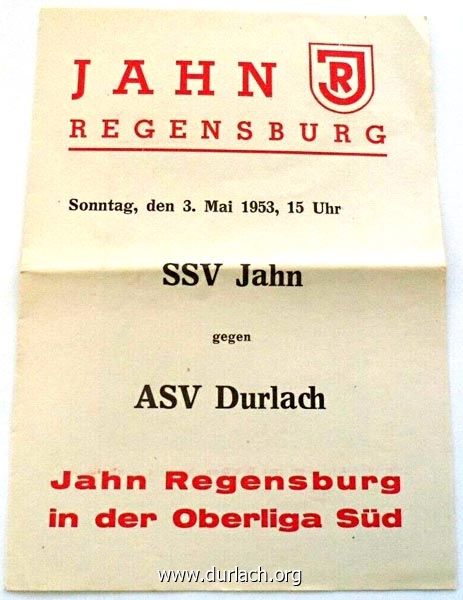 JAHN
JR
REGENSBURG
Sonntag, den 3. Mai 1953, 15 Uhr
SSV Jahn
gegen
ASV Durlach
Jahn Regensburg
in der Oberliga Süd
www.durlach.org